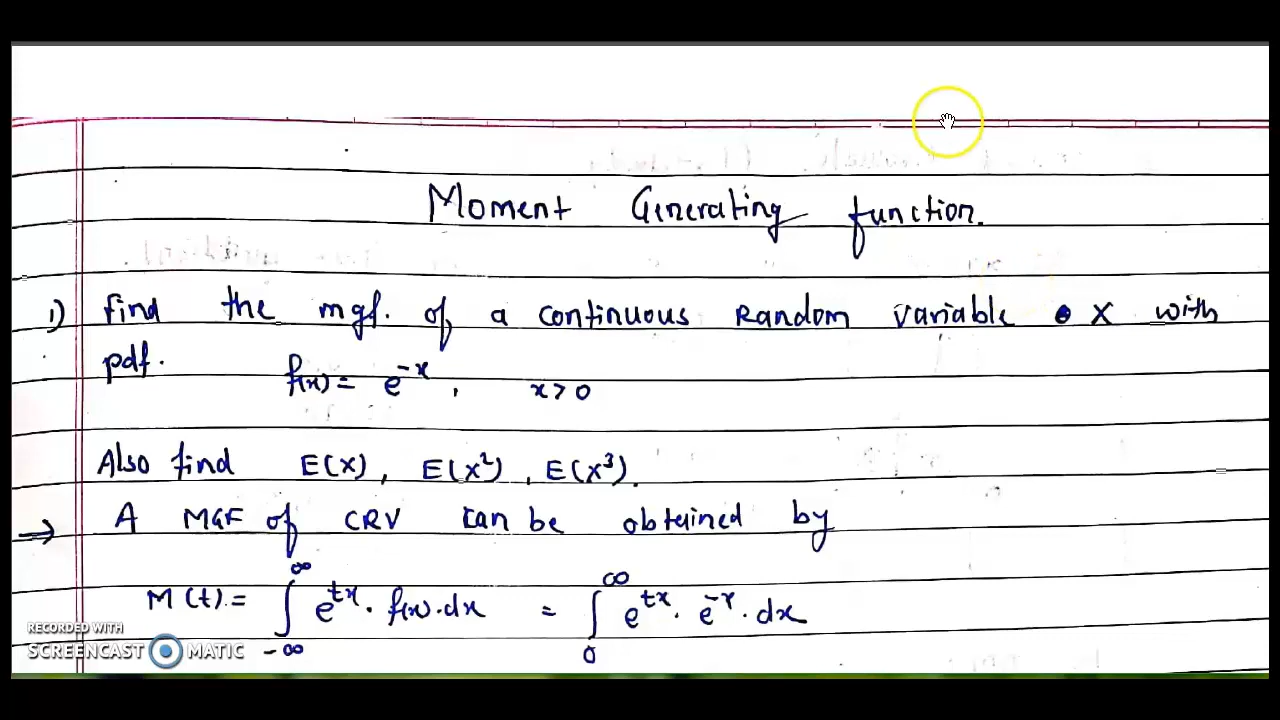 Moment Generating function.
1) find the mgf. of a continuous Random variable X with
pdf. f(x) = e^-x , x > 0
Also find E(X), E(X²), E(X³).
⇒ A MGF of CRV can be obtained by
M(t) = ∫_-∞^∞ e^tx . f(x).dx = ∫_0^∞ e^tx . e^-x . dx
RECORDED WITH
SCREENCAST MATIC